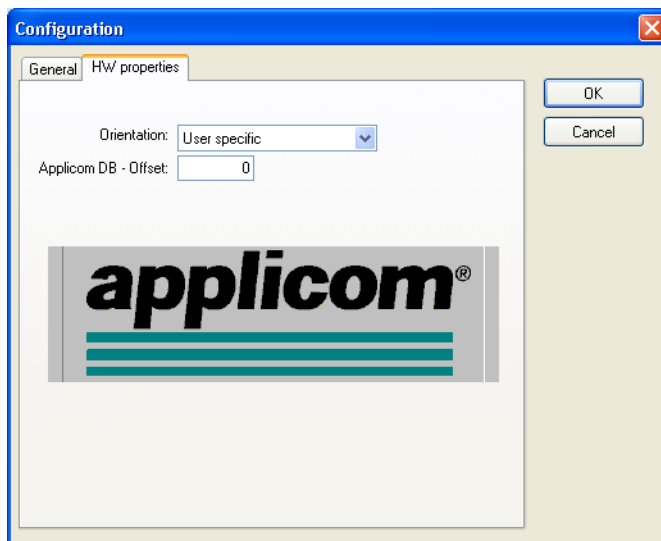 Configuration
General HW properties
OK
Orientation: User specific
Cancel
Applicom DB - Offset: 0
applicom®